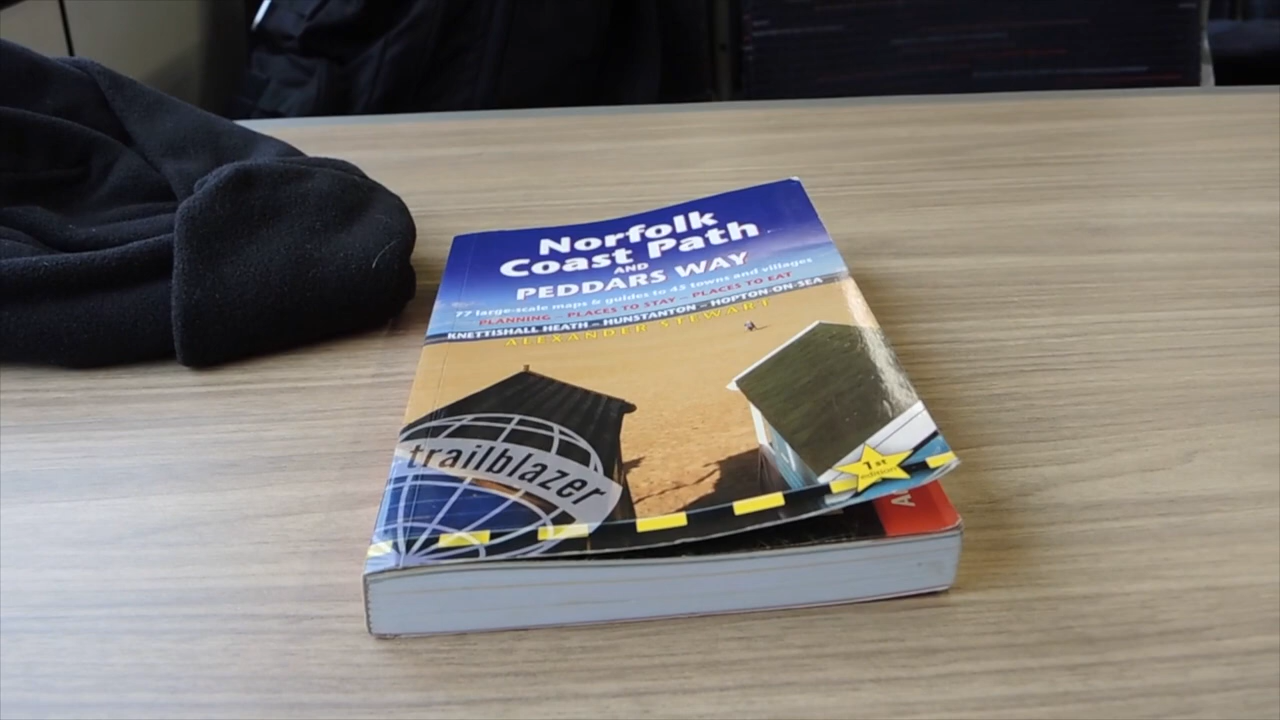 Norfolk
Coast Path
AND
PEDDARS WAY
77 large-scale maps & guides to 45 towns and villages
PLANNING – PLACES TO STAY – PLACES TO EAT
KNETTISHALL HEATH – HUNSTANTON – HOPTON-ON-SEA
ALEXANDER STEWART
trailblazer
1st
edition